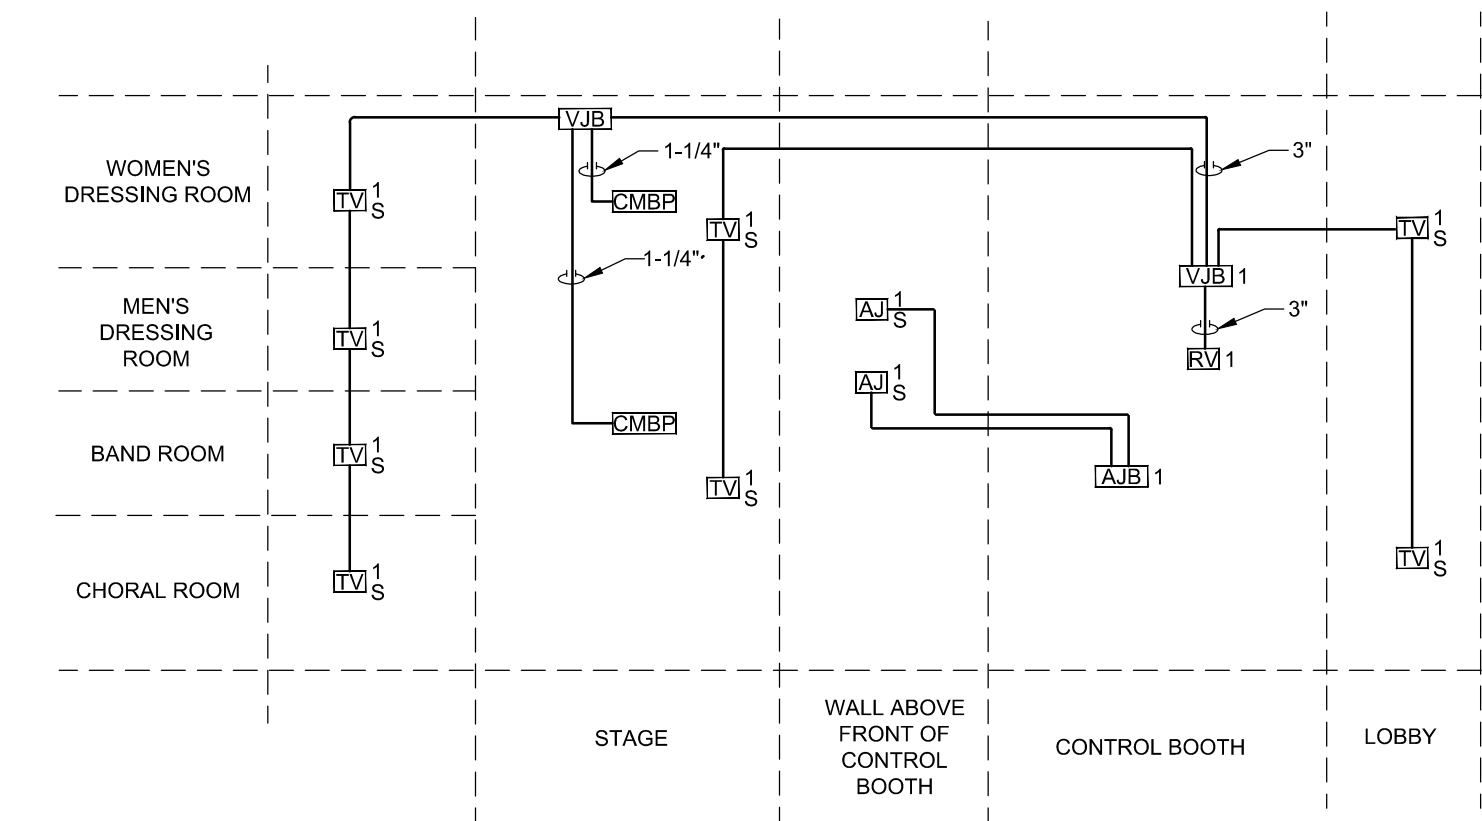 VJB
1-1/4"
3"
WOMEN'S
DRESSING ROOM
TV 1
S
CMBP
TV 1
S
TV 1
S
1-1/4"
VJB 1
MEN'S
DRESSING
ROOM
TV 1
S
AJ 1
S
3"
RV 1
AJ 1
S
CMBP
BAND ROOM
TV 1
S
TV 1
S
AJB 1
CHORAL ROOM
TV 1
S
TV 1
S
STAGE
WALL ABOVE
FRONT OF
CONTROL
BOOTH
CONTROL BOOTH
LOBBY